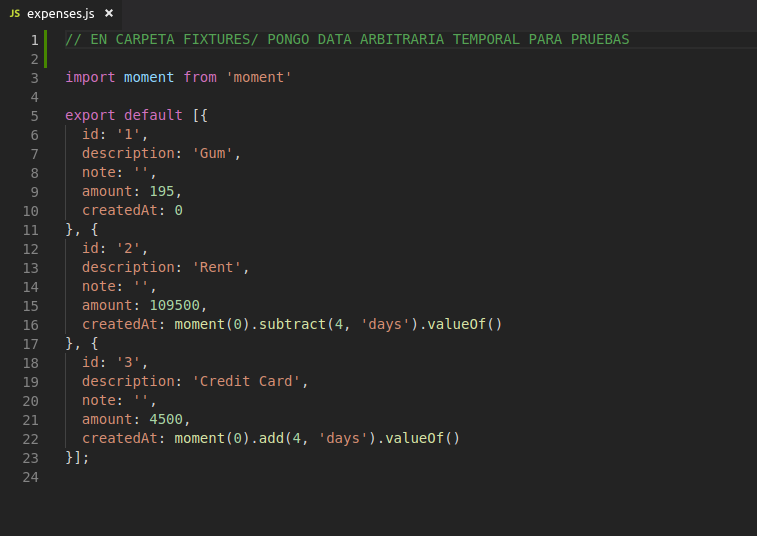 JS expenses.js ×
1 // EN CARPETA FIXTURES/ PONGO DATA ARBITRARIA TEMPORAL PARA PRUEBAS
2
3 import moment from 'moment'
4
5 export default [{
6   id: '1',
7   description: 'Gum',
8   note: '',
9   amount: 195,
10   createdAt: 0
11 }, {
12   id: '2',
13   description: 'Rent',
14   note: '',
15   amount: 109500,
16   createdAt: moment(0).subtract(4, 'days').valueOf()
17 }, {
18   id: '3',
19   description: 'Credit Card',
20   note: '',
21   amount: 4500,
22   createdAt: moment(0).add(4, 'days').valueOf()
23 }];
24